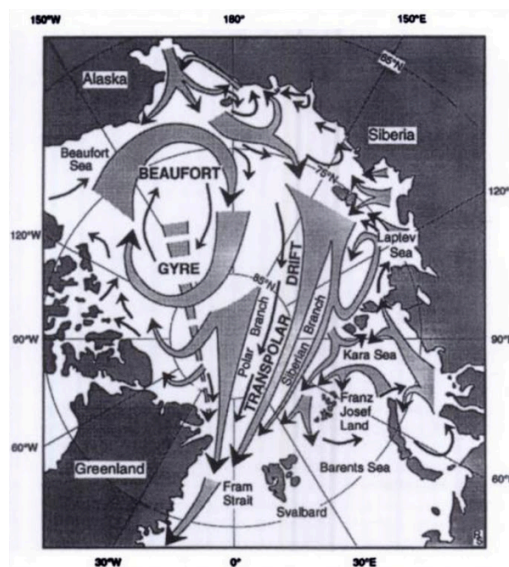 150°W
180°
150°E
Alaska
65°N
Siberia
Beaufort
Sea
BEAUFORT
75°N
120°W
120°
Laptev
Sea
GYRE
85°N
DRIFT
TRANSPOLAR
Polar Branch
Siberian Branch
90°W
90°E
Kara Sea
Franz
Josef
Land
60°W
Greenland
Barents Sea
60°
Fram
Strait
Svalbard
30°W
0°
30°E